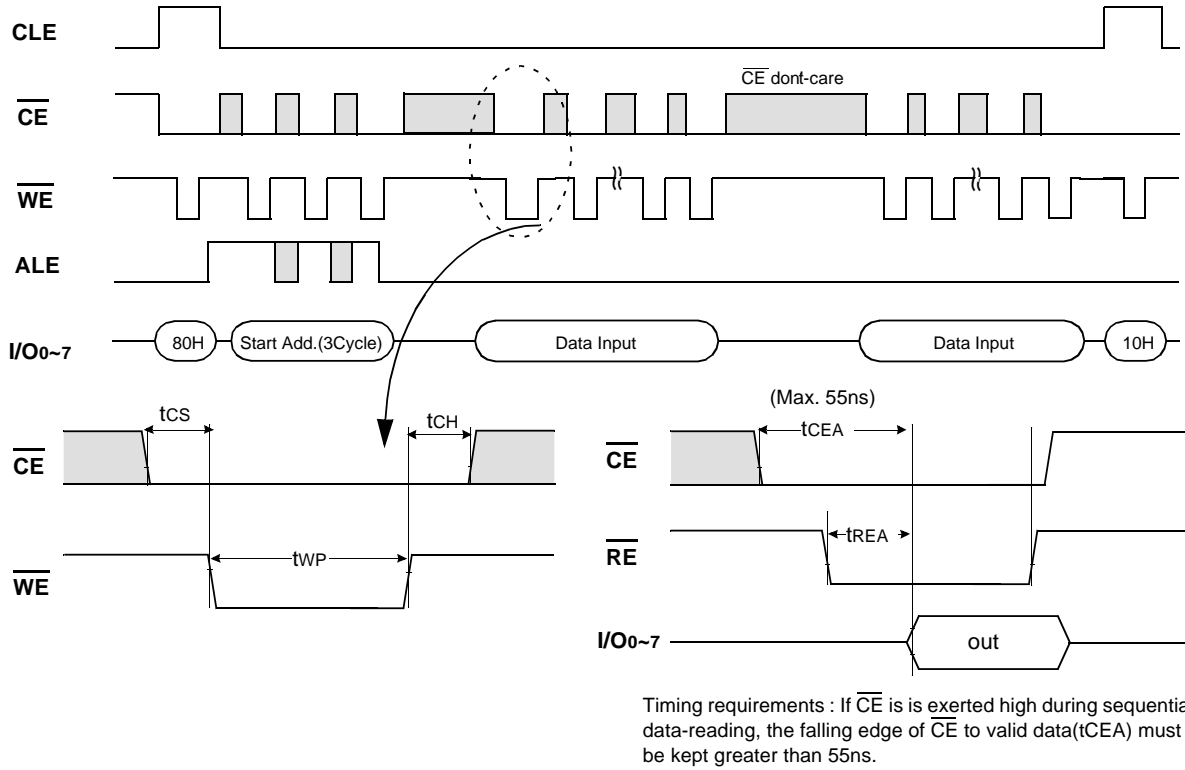 CLE
CE dont-care
CE
WE
ALE
I/O0~7
80H
Start Add.(3Cycle)
Data Input
Data Input
10H
tCS
tCH
CE
tWP
WE
(Max. 55ns)
tCEA
CE
tREA
RE
I/O0~7
out
Timing requirements : If CE is is exerted high during sequentia
data-reading, the falling edge of CE to valid data(tCEA) must
be kept greater than 55ns.